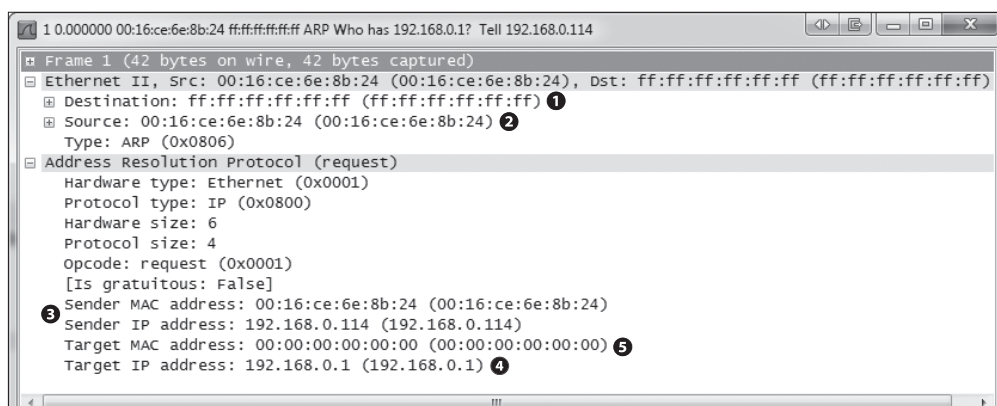 1 0.000000 00:16:ce:6e:8b:24 ff:ff:ff:ff:ff:ff ARP Who has 192.168.0.1? Tell 192.168.0.114
Frame 1 (42 bytes on wire, 42 bytes captured)
Ethernet II, Src: 00:16:ce:6e:8b:24 (00:16:ce:6e:8b:24), Dst: ff:ff:ff:ff:ff:ff (ff:ff:ff:ff:ff:ff)
Destination: ff:ff:ff:ff:ff:ff (ff:ff:ff:ff:ff:ff) ❶
Source: 00:16:ce:6e:8b:24 (00:16:ce:6e:8b:24) ❷
Type: ARP (0x0806)
Address Resolution Protocol (request)
Hardware type: Ethernet (0x0001)
Protocol type: IP (0x0800)
Hardware size: 6
Protocol size: 4
Opcode: request (0x0001)
[Is gratuitous: False]
❸ Sender MAC address: 00:16:ce:6e:8b:24 (00:16:ce:6e:8b:24)
Sender IP address: 192.168.0.114 (192.168.0.114)
Target MAC address: 00:00:00:00:00:00 (00:00:00:00:00:00) ❺
Target IP address: 192.168.0.1 (192.168.0.1) ❹